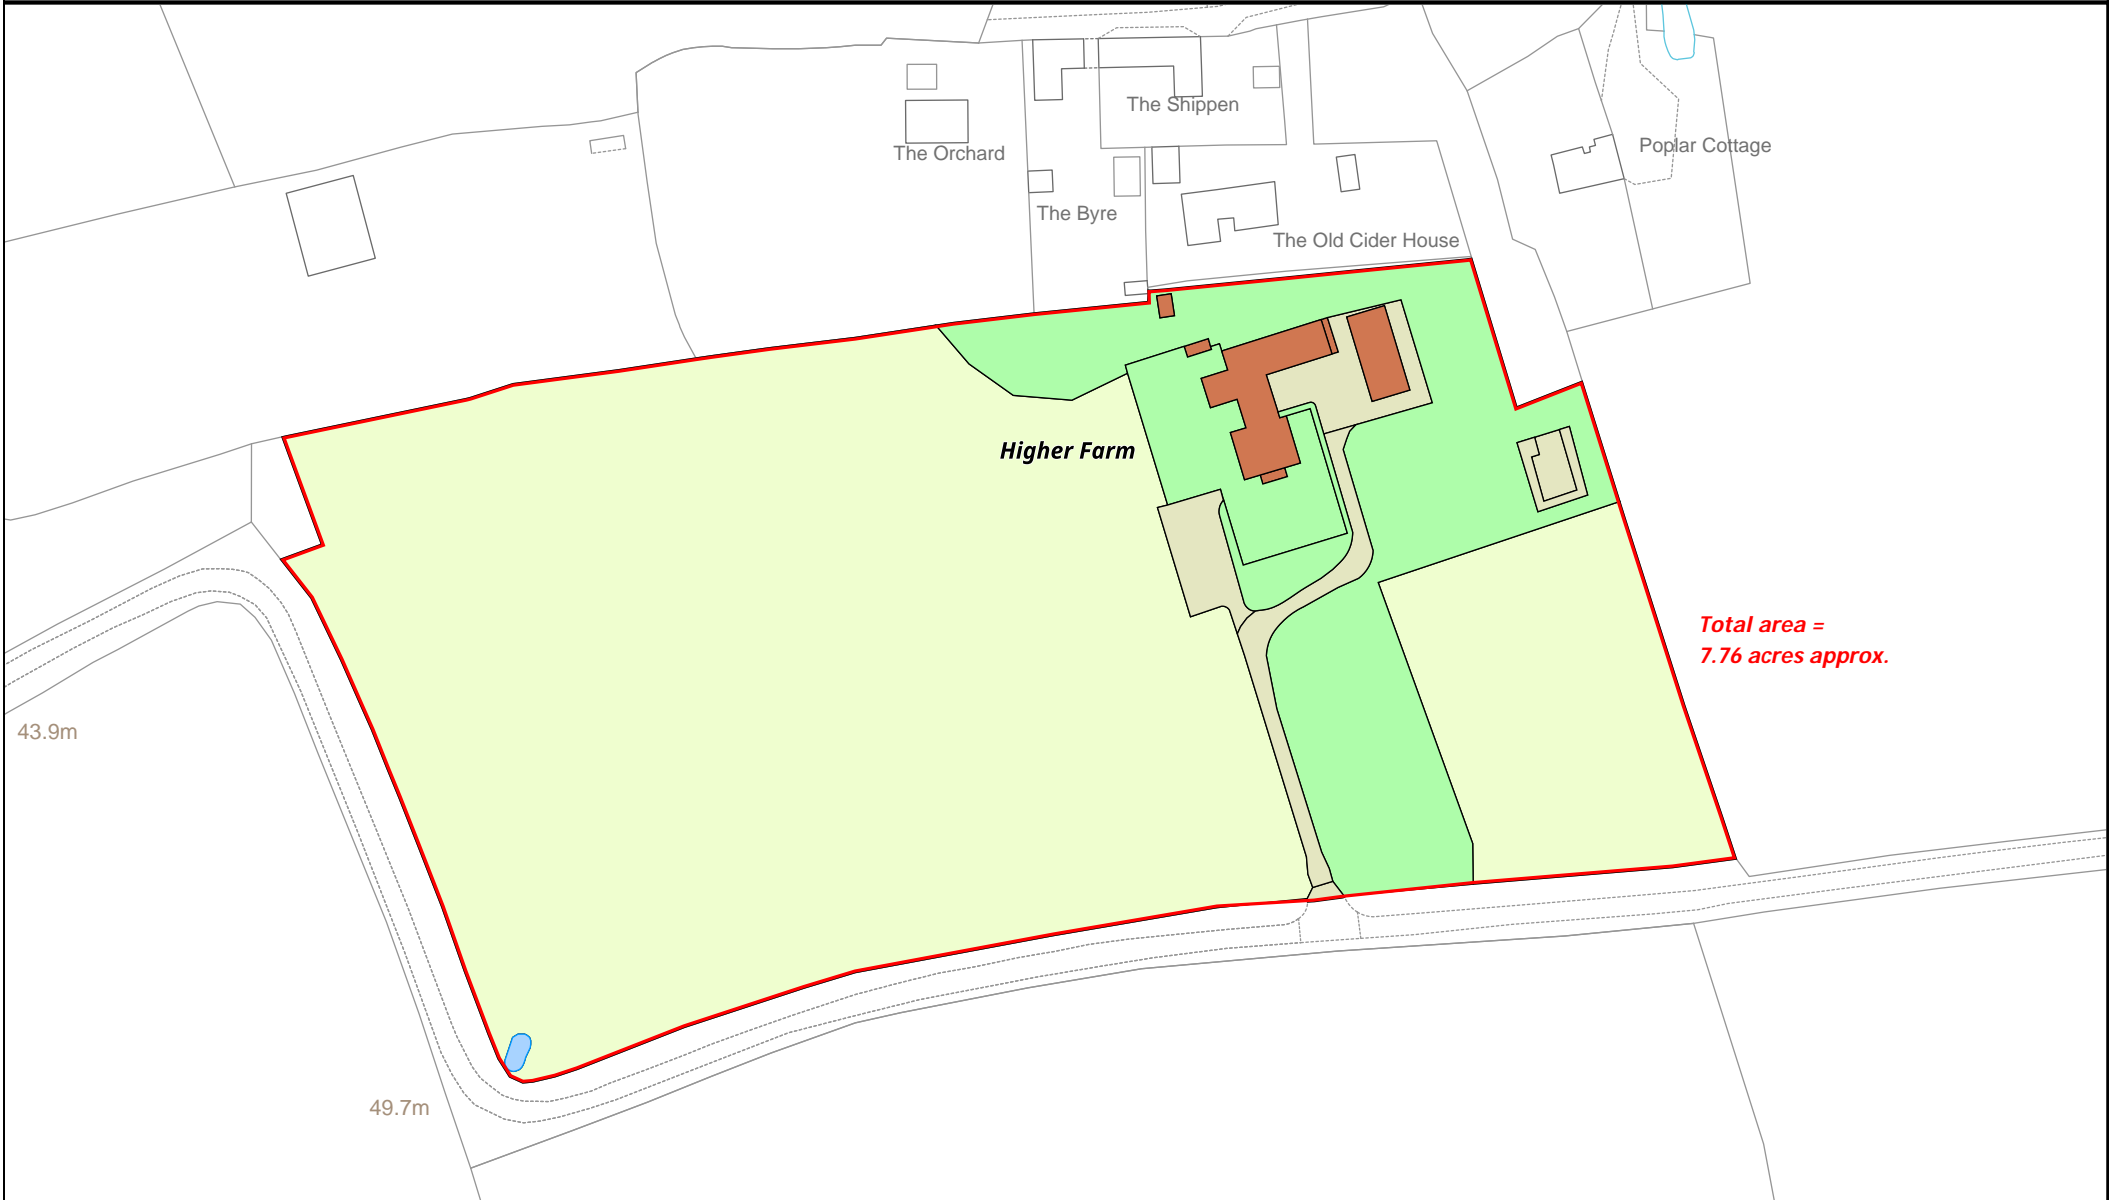 The Shippen
The Orchard
Poplar Cottage
The Byre
The Old Cider House
Higher Farm
Total area =
7.76 acres approx.
43.9m
49.7m